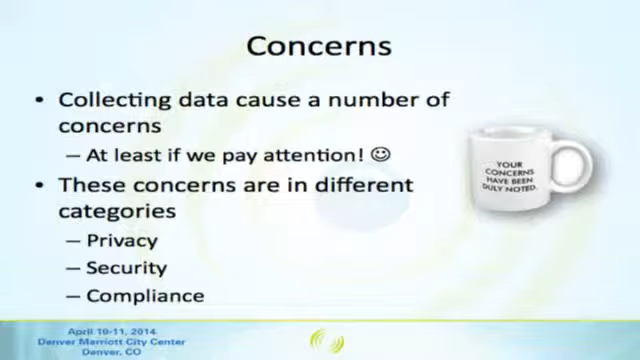 Concerns
• Collecting data cause a number of
concerns
– At least if we pay attention! ☺
• These concerns are in different
categories
– Privacy
– Security
– Compliance
YOUR
CONCERNS
HAVE BEEN
DULY NOTED.
April 10-11, 2014
Denver Marriott City Center
Denver, CO